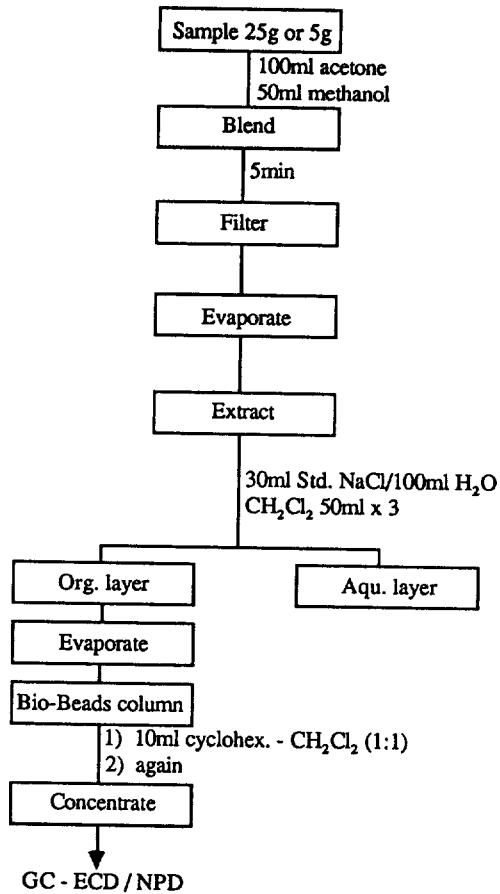 Sample 25g or 5g
100ml acetone
50ml methanol
Blend
5min
Filter
Evaporate
Extract
30ml Std. NaCl/100ml H₂O
CH₂Cl₂ 50ml x 3
Org. layer
Aqu. layer
Evaporate
Bio-Beads column
1) 10ml cyclohex. - CH₂Cl₂ (1:1)
2) again
Concentrate
GC - ECD / NPD